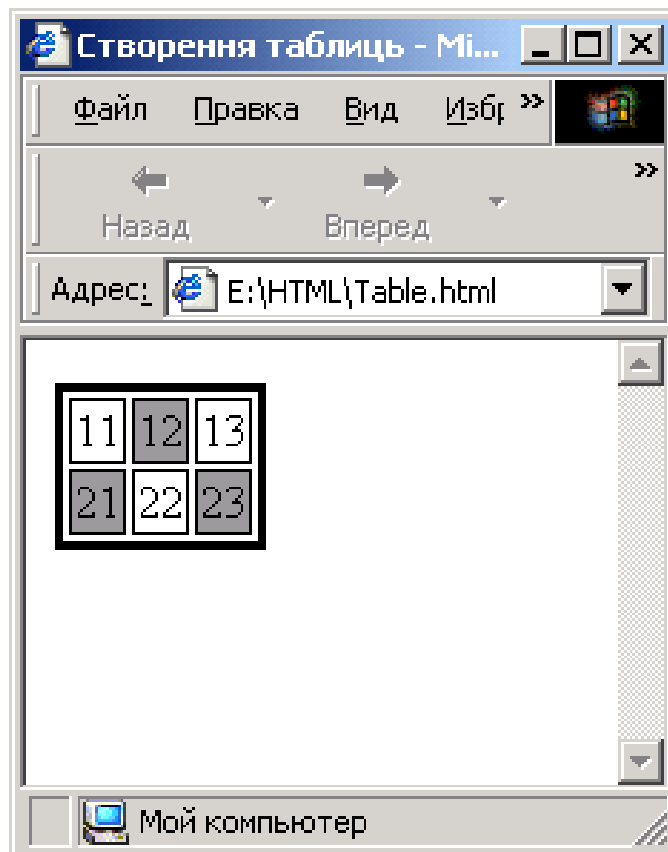 Створення таблиць - Mi...
Файл Правка Вид Избр »
»
Назад Вперед
Адрес: E:\HTML\Table.html
11 12 13
21 22 23
Мой компьютер